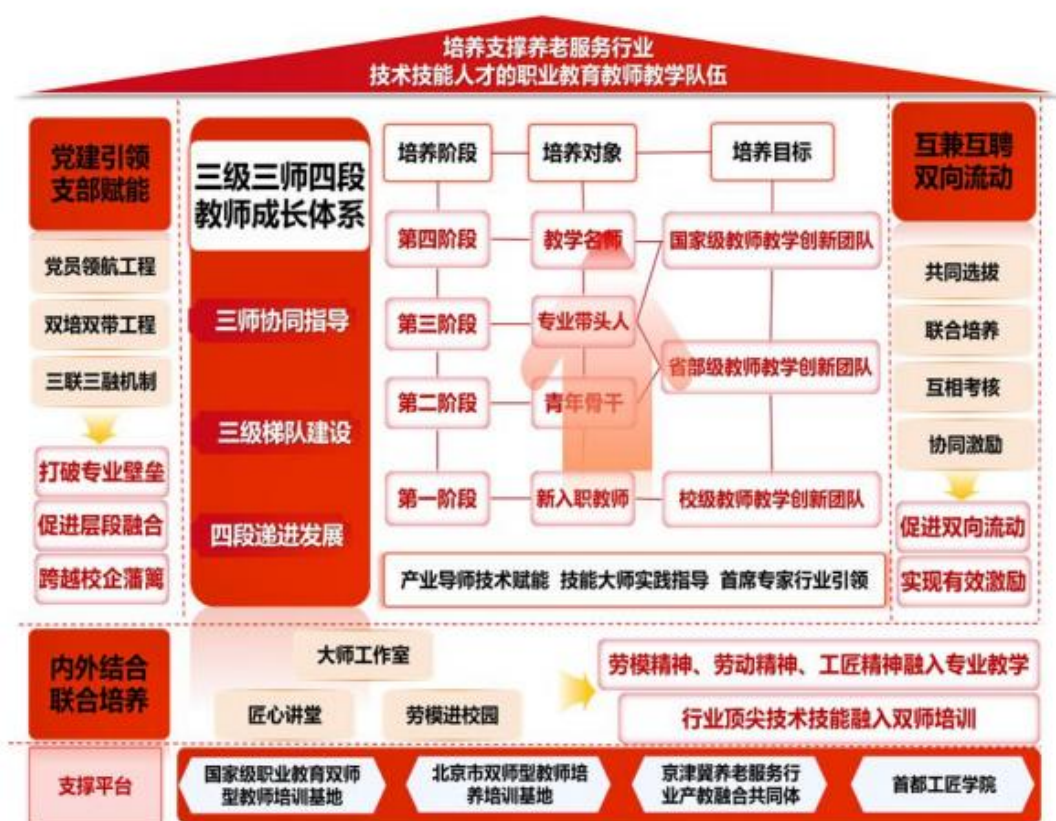 培养支撑养老服务行业
技术技能人才的职业教育教师教学队伍
党建引领
支部赋能
党员领航工程
双培双带工程
三联三融机制
打破专业壁垒
促进层段融合
跨越校企藩篱
三级三师四段
教师成长体系
三师协同指导
三级梯队建设
四段递进发展
培养阶段
培养对象
培养目标
第四阶段
教学名师
国家级教师教学创新团队
第三阶段
专业带头人
省部级教师教学创新团队
第二阶段
青年骨干
第一阶段
新入职教师
校级教师教学创新团队
产业导师技术赋能 技能大师实践指导 首席专家行业引领
互兼互聘
双向流动
共同选拔
联合培养
互相考核
协同激励
促进双向流动
实现有效激励
内外结合
联合培养
大师工作室
匠心讲堂
劳模进校园
劳模精神、劳动精神、工匠精神融入专业教学
行业顶尖技术技能融入双师培训
支撑平台
国家级职业教育双师
型教师培训基地
北京市双师型教师培
养培训基地
京津冀养老服务行
业产教融合共同体
首都工匠学院